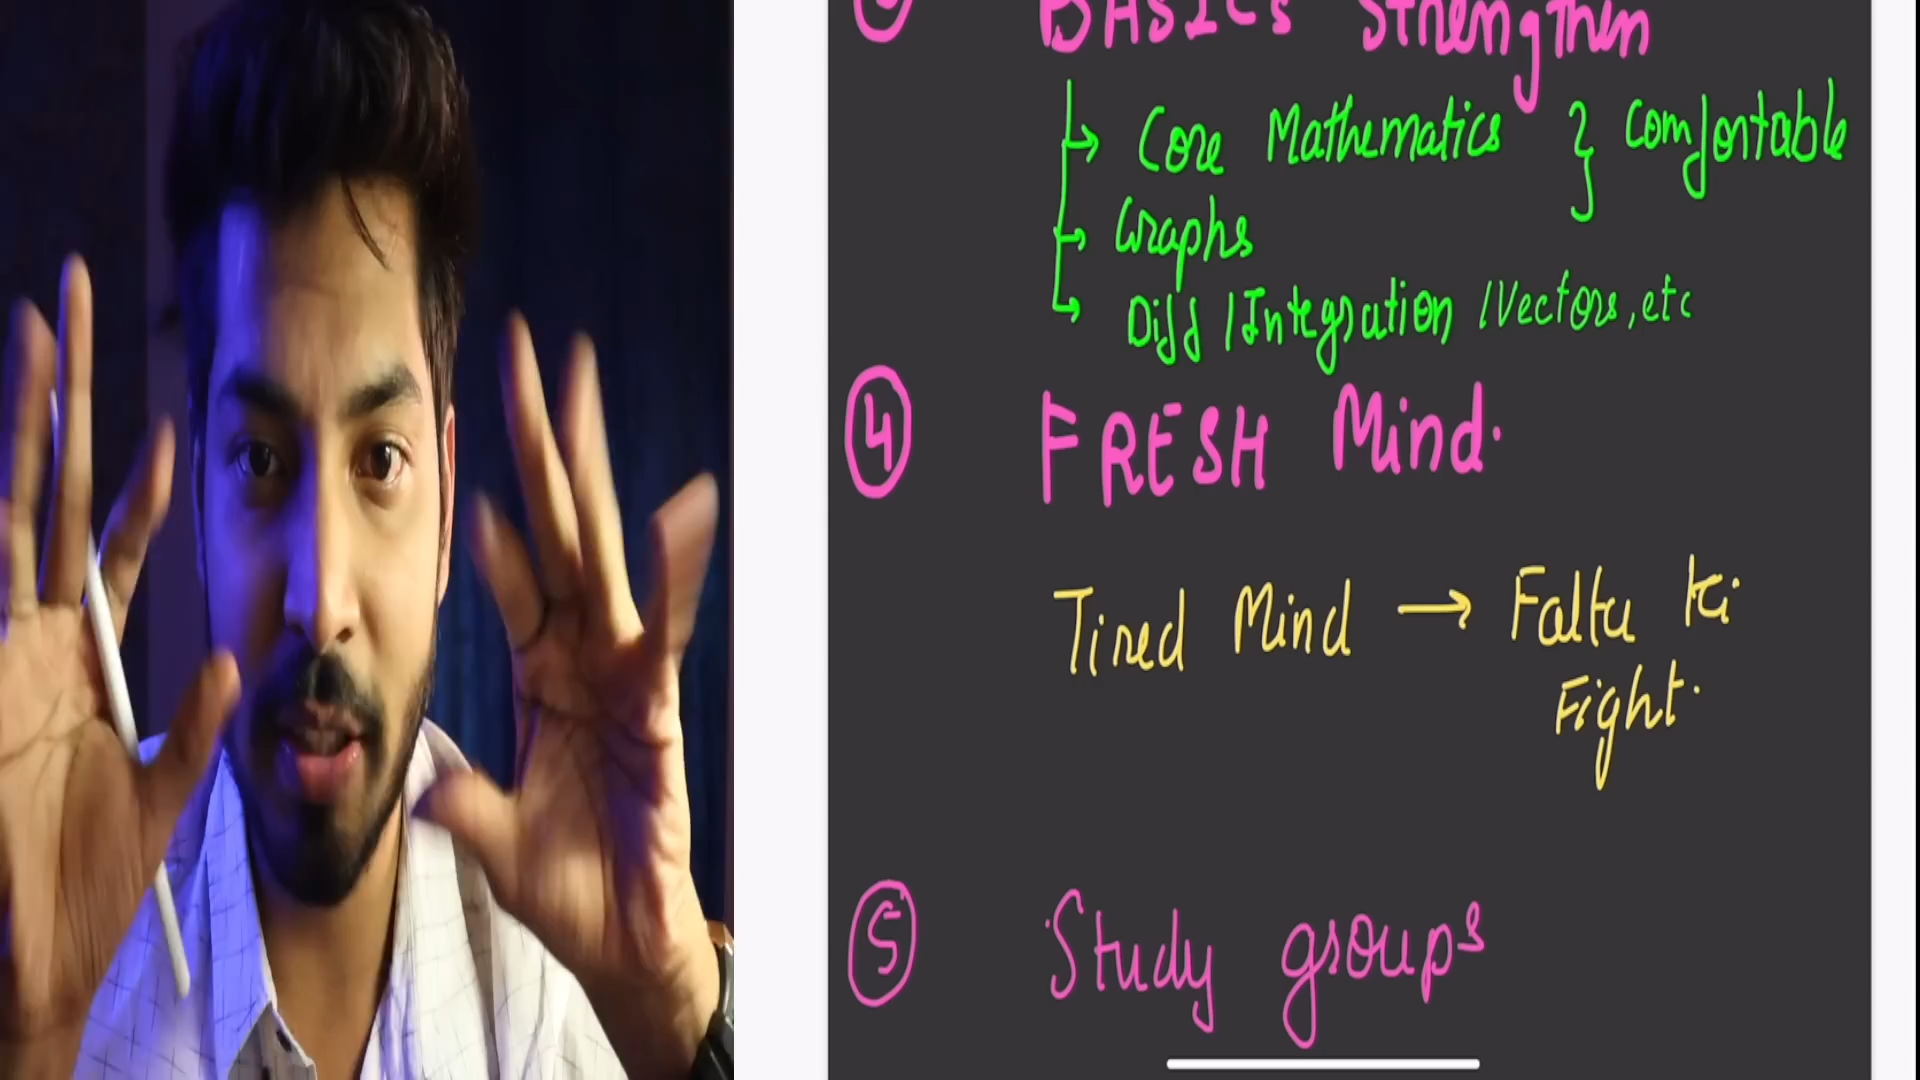 BASICs Strengthen
→ Core Mathematics } Comfortable
→ Graphs
→ Diff / Integration / Vectors, etc
④ FRESH Mind.
Tired Mind → Faltu ki
Fight.
⑤ Study groups